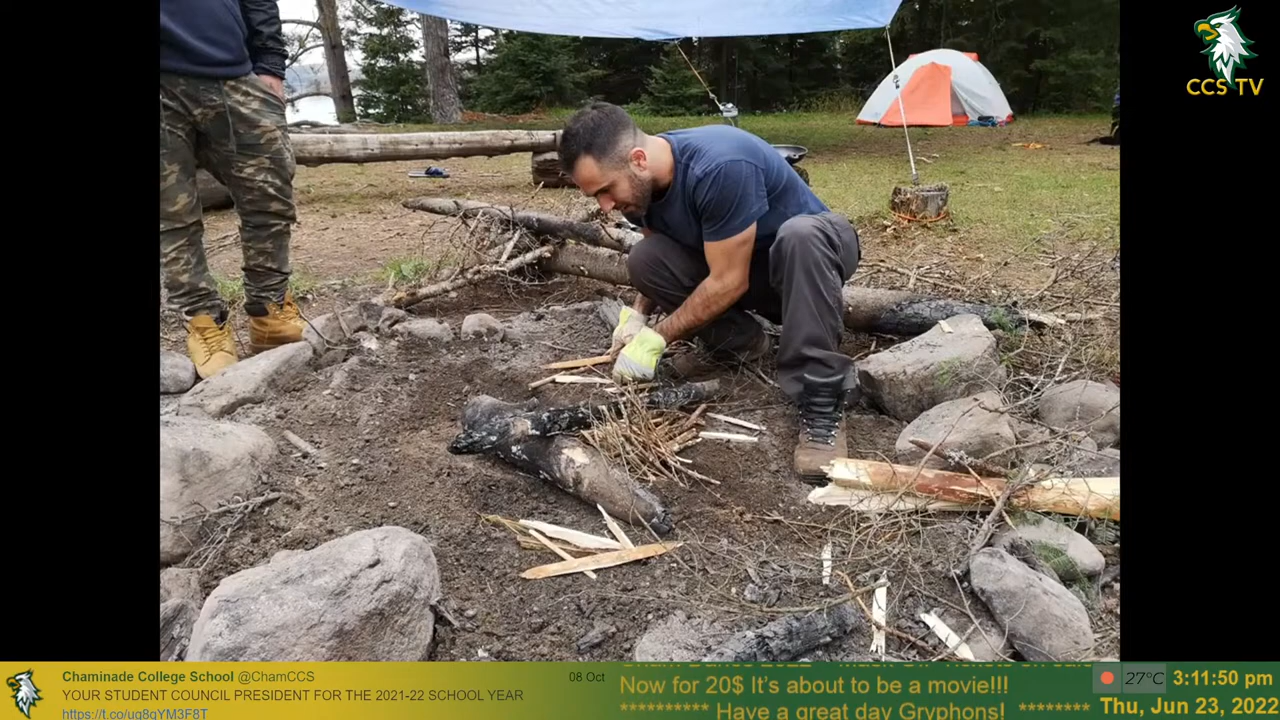 CCS TV
Chaminade College School @ChamCCS
08 Oct
YOUR STUDENT COUNCIL PRESIDENT FOR THE 2021-22 SCHOOL YEAR
https://t.co/ug8gYM3F8T
Now for 20$ It's about to be a movie!!!
********** Have a great day Gryphons! ********
27°C
3:11:50 pm
Thu, Jun 23, 2022